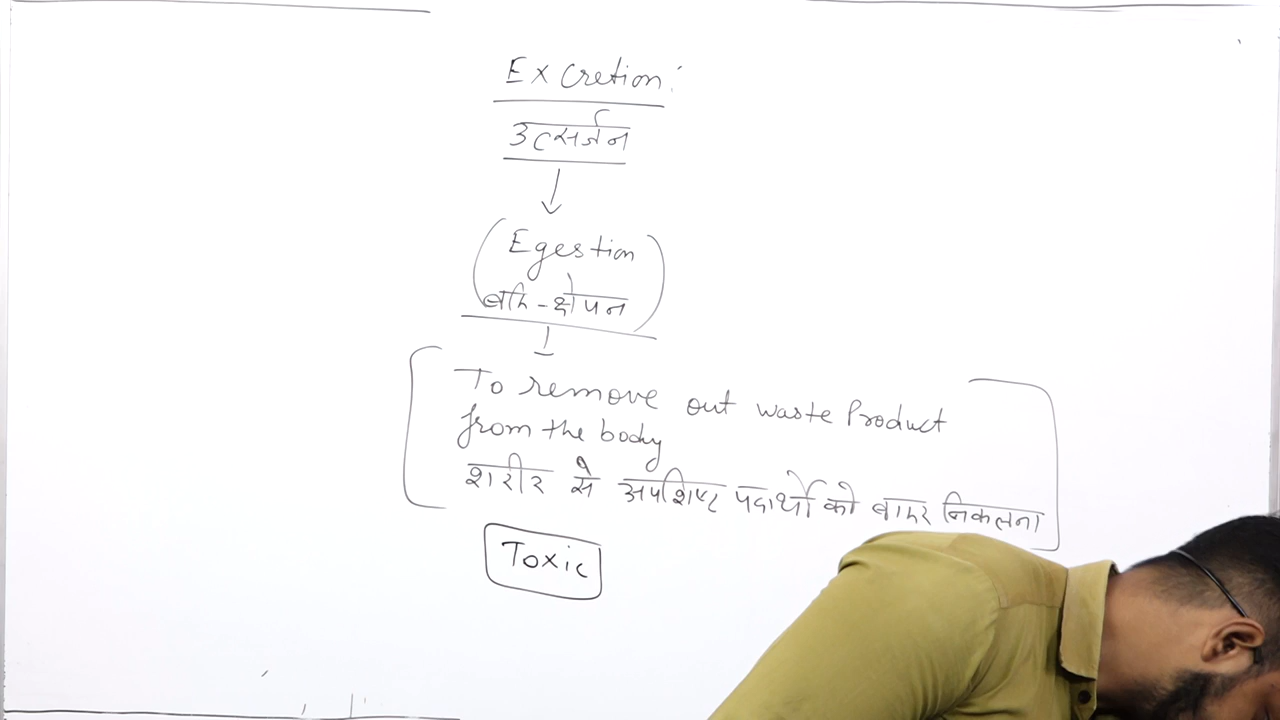 Excretion:
उत्सर्जन
(Egestion
बहि-क्षेपन)
To remove out waste Product
from the body
शरीर से अपशिष्ट पदार्थों को बाहर निकलना
Toxic